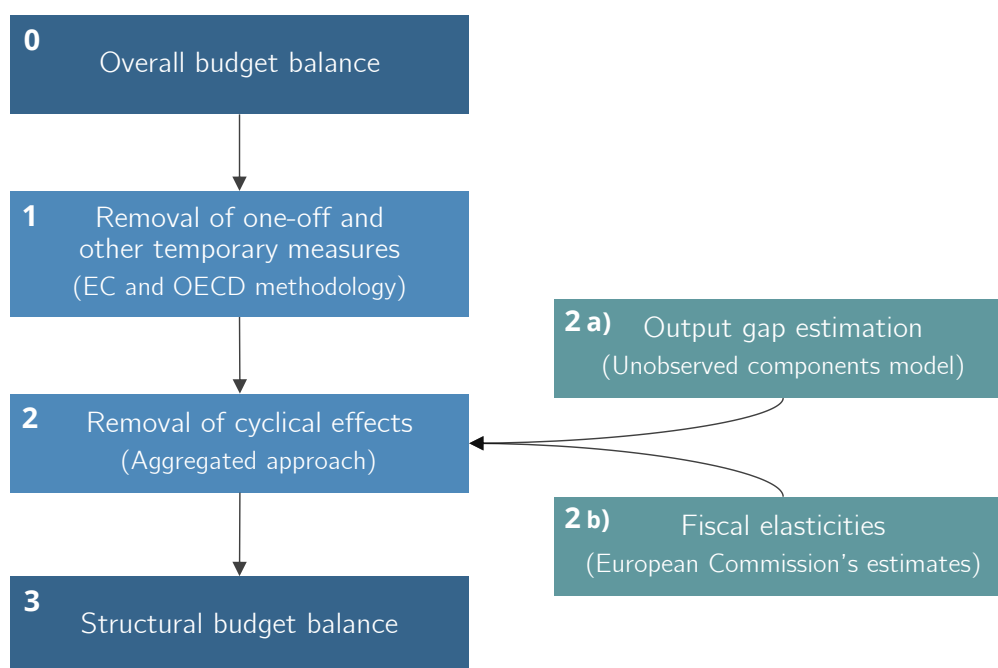 0
Overall budget balance
1
Removal of one-off and
other temporary measures
(EC and OECD methodology)
2
Removal of cyclical effects
(Aggregated approach)
2 a)
Output gap estimation
(Unobserved components model)
2 b)
Fiscal elasticities
(European Commission's estimates)
3
Structural budget balance